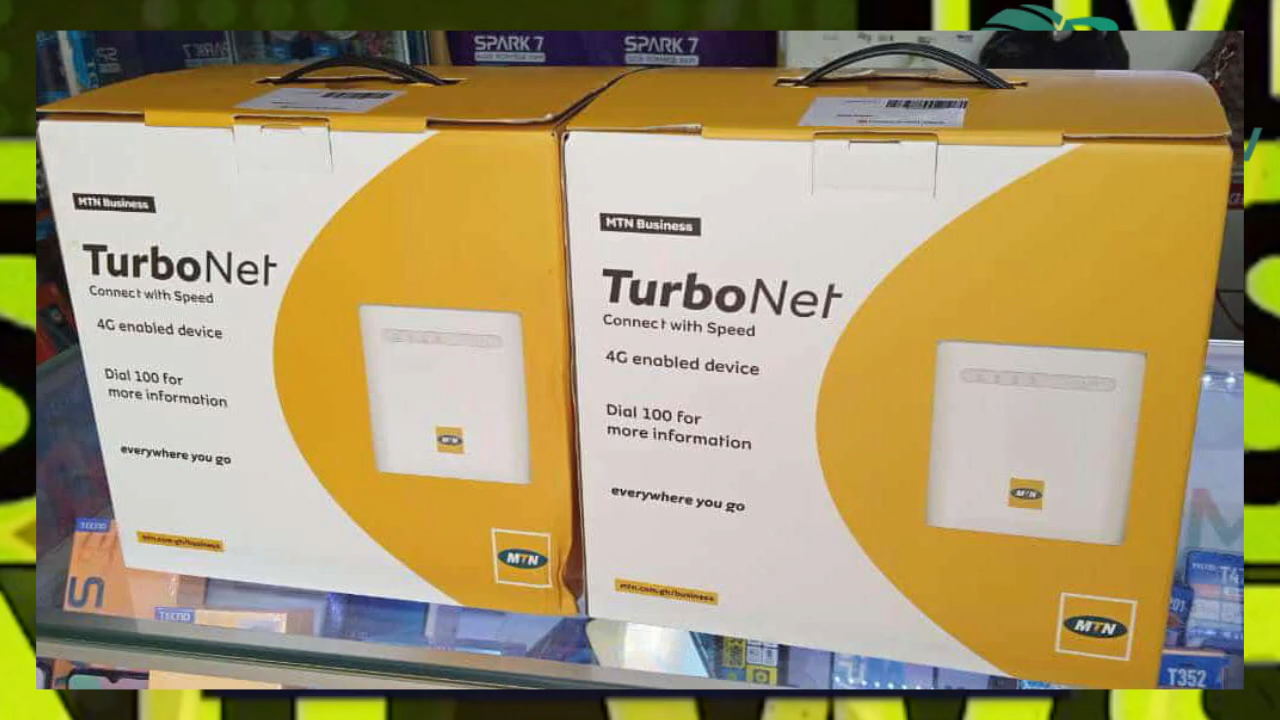 SPARK 7
SPARK 7
MTN Business
TurboNet
Connect with Speed
4G enabled device
Dial 100 for
more information
everywhere you go
mtn.com.gh/business
MTN
MTN
MTN Business
TurboNet
Connect with Speed
4G enabled device
Dial 100 for
more information
everywhere you go
mtn.com.gh/business
MTN
MTN
TECNO
TECNO
T352